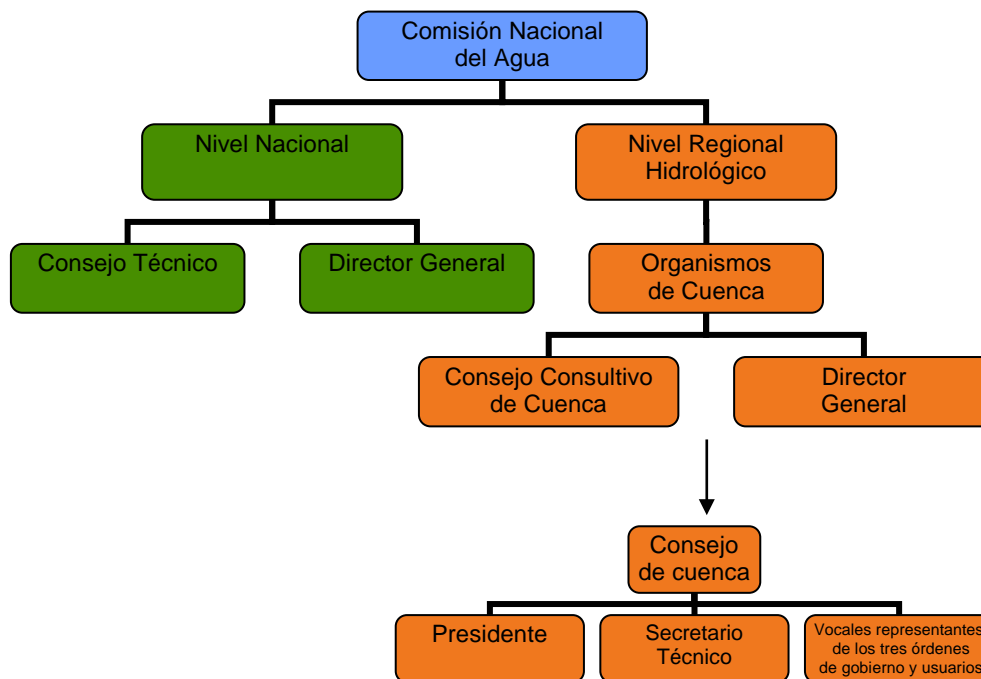 Comisión Nacional
del Agua
Nivel Nacional
Nivel Regional
Hidrológico
Consejo Técnico
Director General
Organismos
de Cuenca
Consejo Consultivo
de Cuenca
Director
General
Consejo
de cuenca
Presidente
Secretario
Técnico
Vocales representantes
de los tres órdenes
de gobierno y usuarios